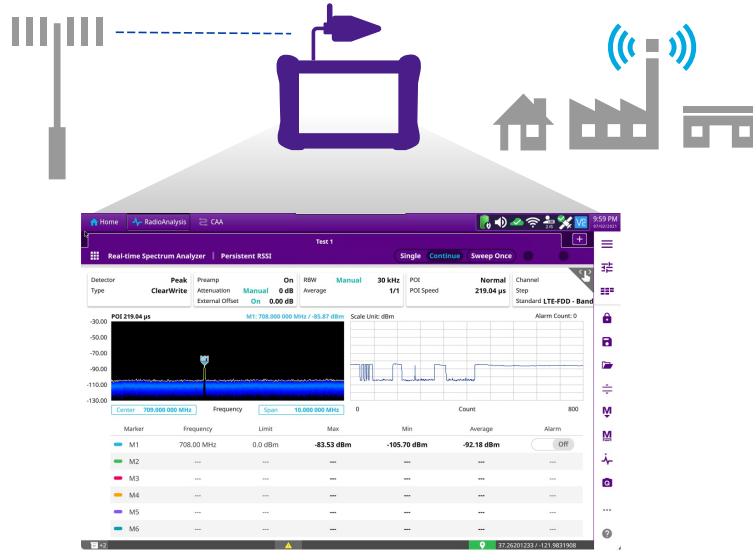 Home RadioAnalysis CAA VE 9:59 PM
07/02/2021
Test 1 +
Real-time Spectrum Analyzer | Persistent RSSI Single Continue Sweep Once
Detector Peak Preamp On RBW Manual 30 kHz POI Normal Channel
Type ClearWrite Attenuation Manual 0 dB Average 1/1 POI Speed 219.04 μs Step
External Offset On 0.00 dB Standard LTE-FDD - Band
POI 219.04 μs M1: 708.000 000 MHz / -85.87 dBm Scale Unit: dBm Alarm Count: 0
-30.00
-50.00
-70.00
-90.00
-110.00
-130.00
Center 709.000 000 MHz Frequency Span 10.000 000 MHz 0 Count 800
Marker Frequency Limit Max Min Average Alarm
M1 708.00 MHz 0.0 dBm -83.53 dBm -105.70 dBm -92.18 dBm Off
M2 --- --- --- --- --- ---
M3 --- --- --- --- --- ---
M4 --- --- --- --- --- ---
M5 --- --- --- --- --- ---
M6 --- --- --- --- --- ---
+2 37.26201233 / -121.9831908